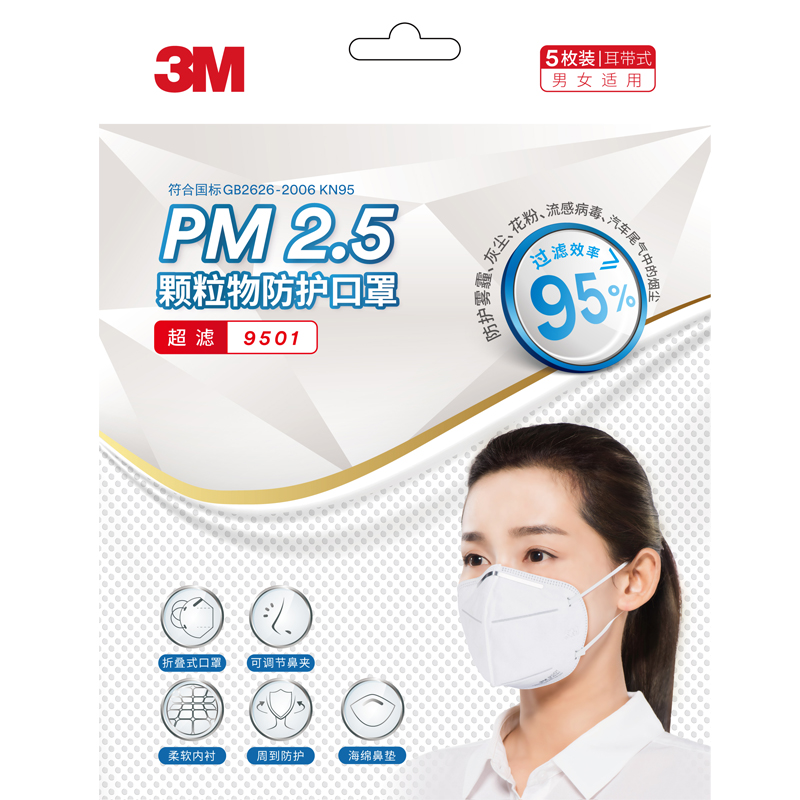 3M
5枚装|耳带式
男女适用
符合国标GB2626-2006 KN95
PM 2.5
颗粒物防护口罩
超滤 9501
防护雾霾、灰尘、花粉、流感病毒、汽车尾气中的烟尘
过滤效率≥
95%
折叠式口罩
可调节鼻夹
柔软内衬
周到防护
海绵鼻垫